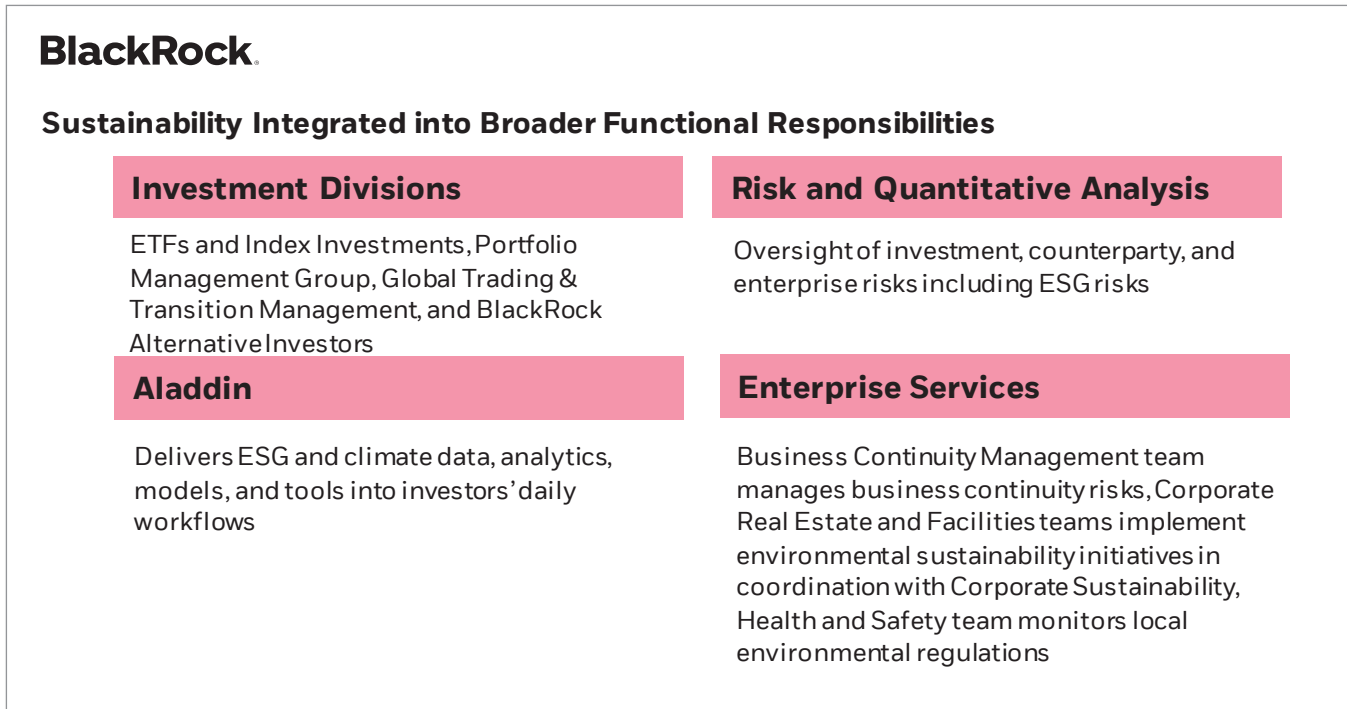 BlackRock®
Sustainability Integrated into Broader Functional Responsibilities
Investment Divisions
ETFs and Index Investments, Portfolio
Management Group, Global Trading &
Transition Management, and BlackRock
Alternative Investors
Risk and Quantitative Analysis
Oversight of investment, counterparty, and
enterprise risks including ESG risks
Aladdin
Delivers ESG and climate data, analytics,
models, and tools into investors’ daily
workflows
Enterprise Services
Business Continuity Management team
manages business continuity risks, Corporate
Real Estate and Facilities teams implement
environmental sustainability initiatives in
coordination with Corporate Sustainability,
Health and Safety team monitors local
environmental regulations